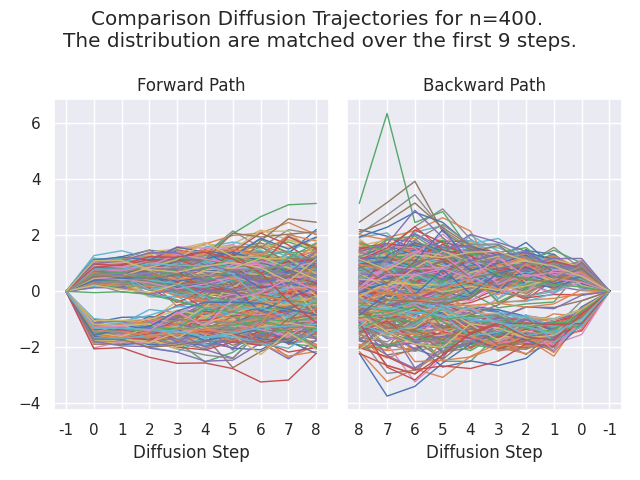 Comparison Diffusion Trajectories for n=400.
The distribution are matched over the first 9 steps.
Forward Path
Backward Path
6
4
2
0
−2
−4
-1 0 1 2 3 4 5 6 7 8
8 7 6 5 4 3 2 1 0 -1
Diffusion Step
Diffusion Step